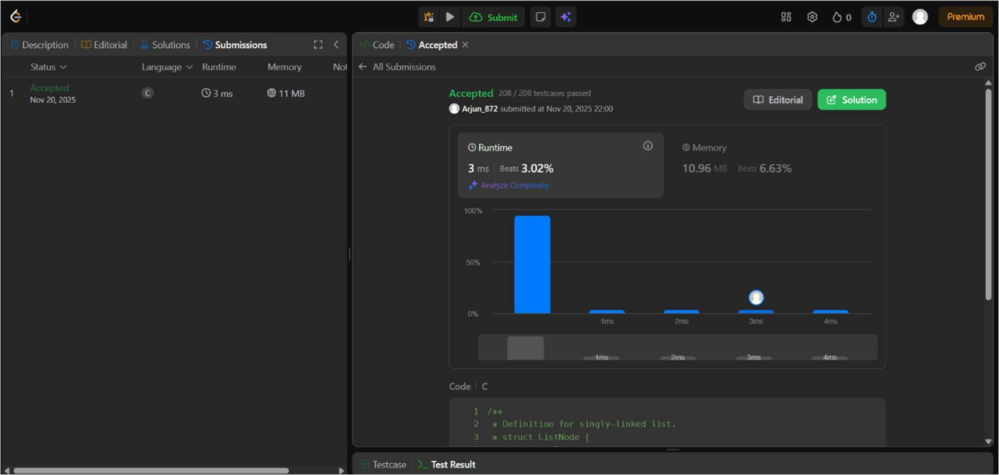 Submit
0
Premium
Description | Editorial | Solutions | Submissions
Status Language Runtime Memory
1 Accepted C 3 ms 11 MB
Nov 20, 2025
</> Code | Accepted ×
← All Submissions
Accepted 208 / 208 testcases passed
Arjun_872 submitted at Nov 20, 2025 22:00
Editorial
Solution
Runtime
3 ms | Beats 3.02%
Analyze Complexity
Memory
10.96 MB | Beats 6.63%
100%
50%
0%
1ms 2ms 3ms 4ms
1ms 2ms 3ms 4ms
Code | C
1 /**
2 * Definition for singly-linked list.
3 * struct ListNode {
Testcase | >_ Test Result